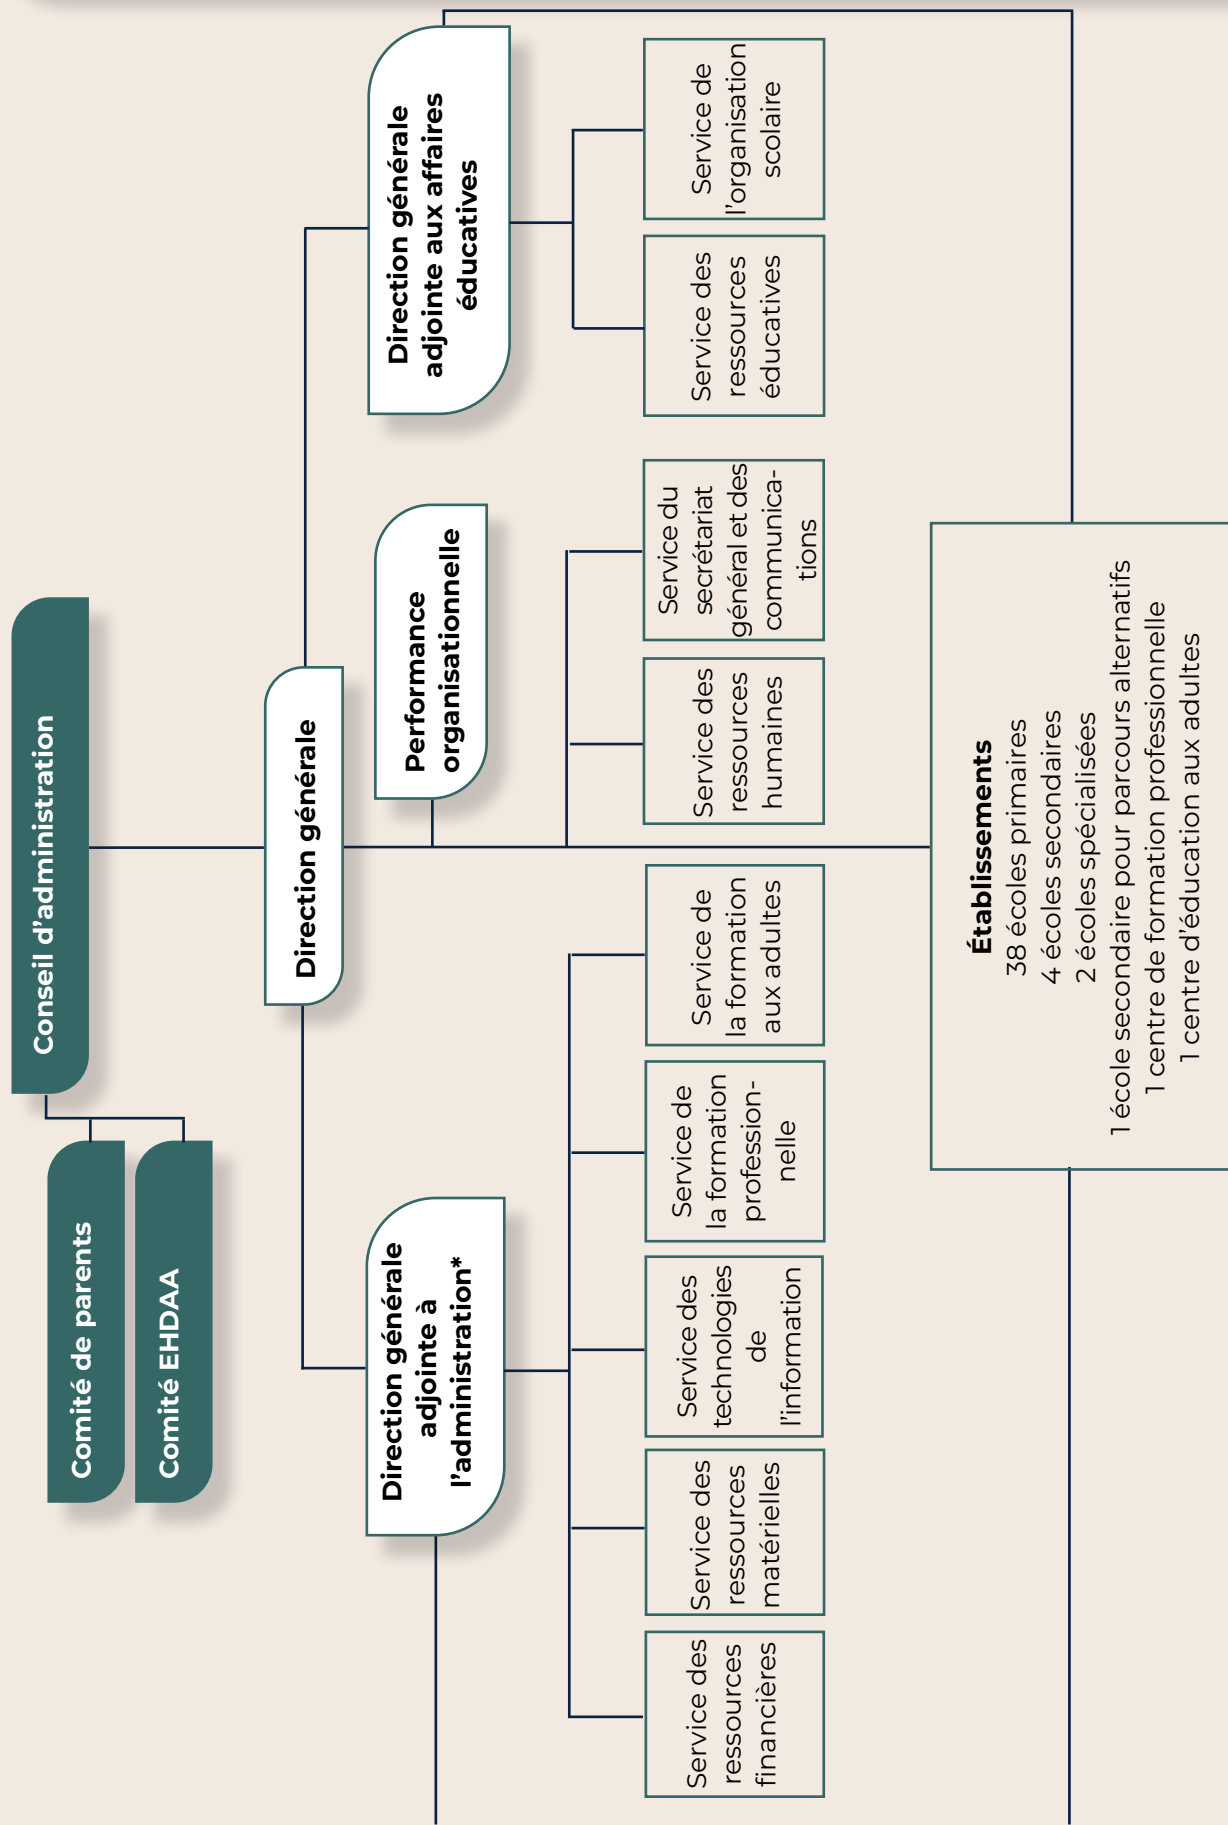 Conseil d'administration
Comité de parents
Comité EHDAA
Direction générale
Direction générale
adjointe à
l'administration*
Performance
organisationnelle
Direction générale
adjointe aux affaires
éducatives
Service des
ressources
financières
Service des
ressources
matérielles
Service des
technologies
de
l'information
Service de
la formation
profession-
nelle
Service de
la formation
aux adultes
Service des
ressources
humaines
Service du
secrétariat
général et des
communica-
tions
Service des
ressources
éducatives
Service de
l'organisation
scolaire
Établissements
38 écoles primaires
4 écoles secondaires
2 écoles spécialisées
1 école secondaire pour parcours alternatifs
1 centre de formation professionnelle
1 centre d'éducation aux adultes